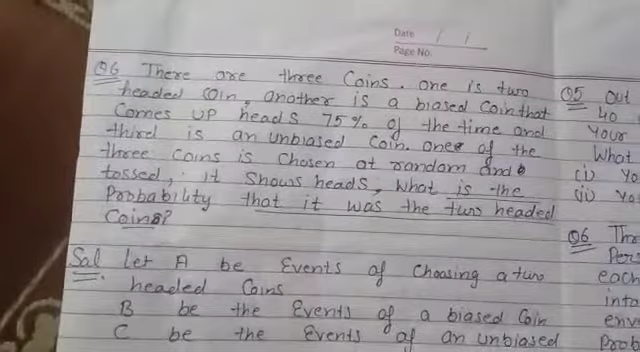 Date / /
Page No.
Q6 There are three Coins. one is two
headed coin, another is a biased Coin that
Comes up heads 75% of the time and
third is an unbiased Coin. one of the
three coins is Chosen at random and
tossed, it Shows heads, What is the
Probability that it was the two headed
Coin?
Sol Let A be Events of Choosing a two
headed Coins
B be the Events of a biased Coin
C be the Events of an unbiased
Q5 Out
40
Your
What
(i) Yo
(ii) Yo
Q6 Thr
Pers
each
into
enve
Prob